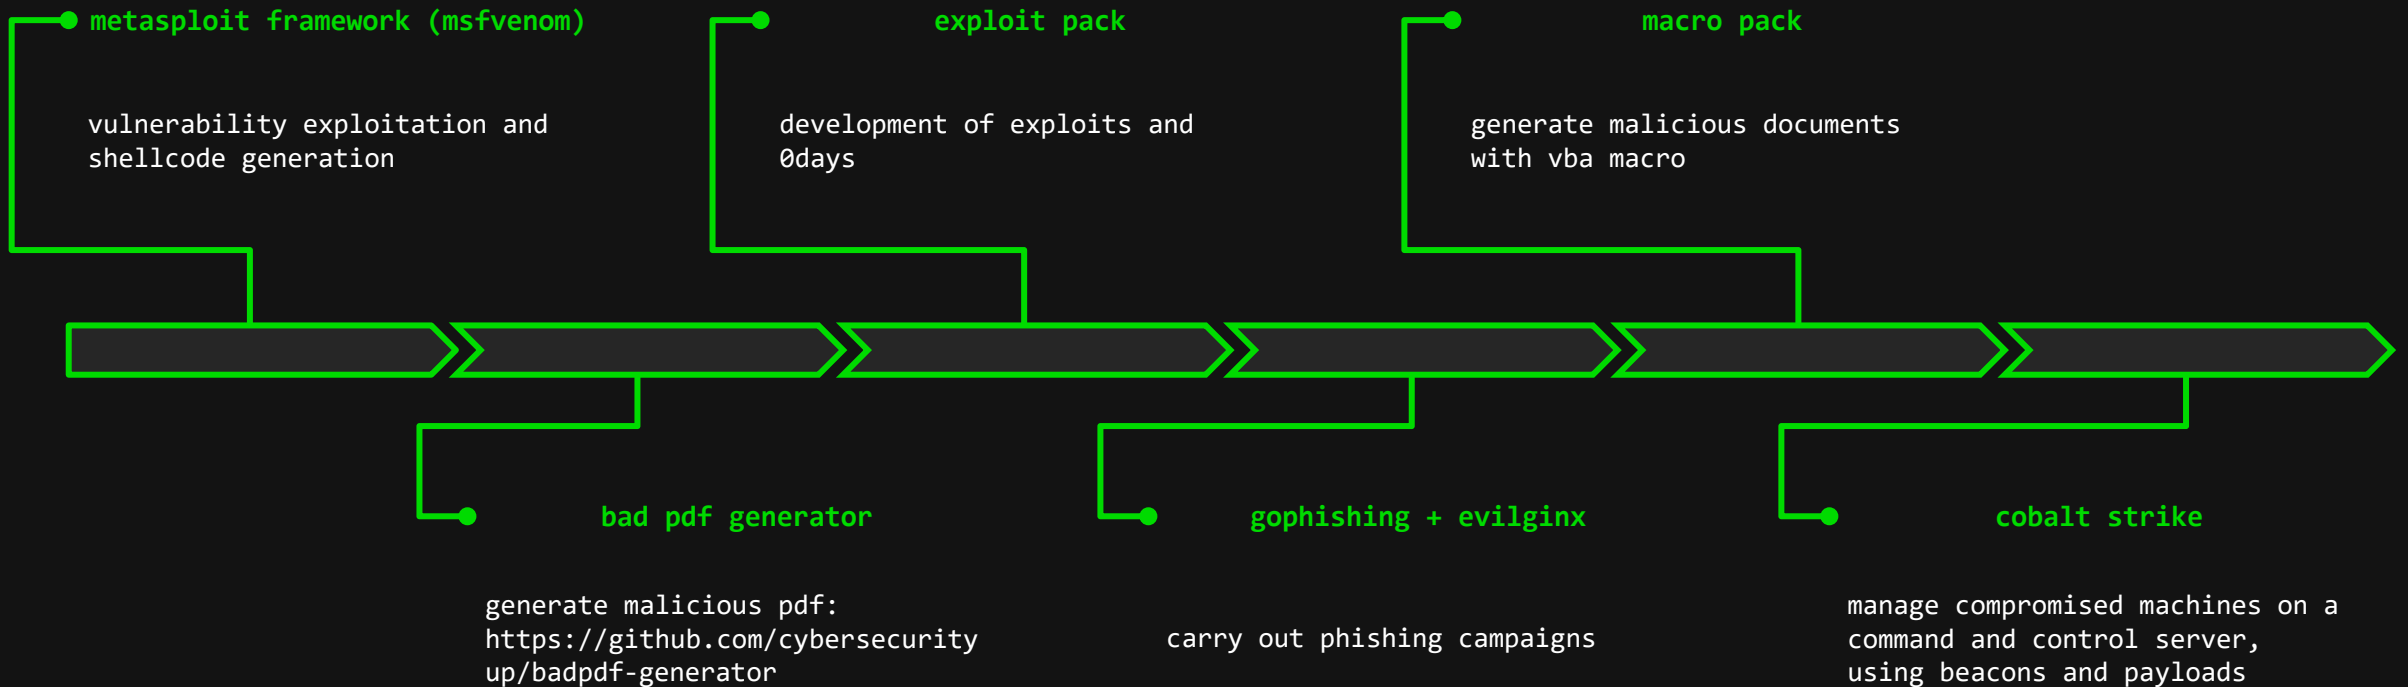 metasploit framework (msfvenom)
vulnerability exploitation and
shellcode generation
exploit pack
development of exploits and
0days
macro pack
generate malicious documents
with vba macro
bad pdf generator
generate malicious pdf:
https://github.com/cybersecurity
up/badpdf-generator
gophishing + evilginx
carry out phishing campaigns
cobalt strike
manage compromised machines on a
command and control server,
using beacons and payloads